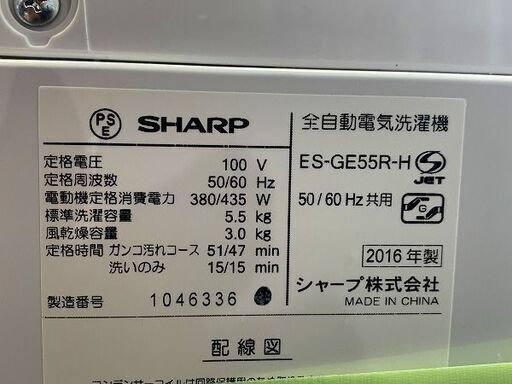 PS E
SHARP
全自動電気洗濯機
定格電圧 100 V
定格周波数 50/60 Hz
電動機定格消費電力 380/435 W
標準洗濯容量 5.5 kg
風乾燥容量 3.0 kg
定格時間 ガンコ汚れコース 51/47 min
洗いのみ 15/15 min
製造番号 1046336
ES-GE55R-H
JET
50/60 Hz 共用
G
2016年製
シャープ株式会社
MADE IN CHINA
配線図